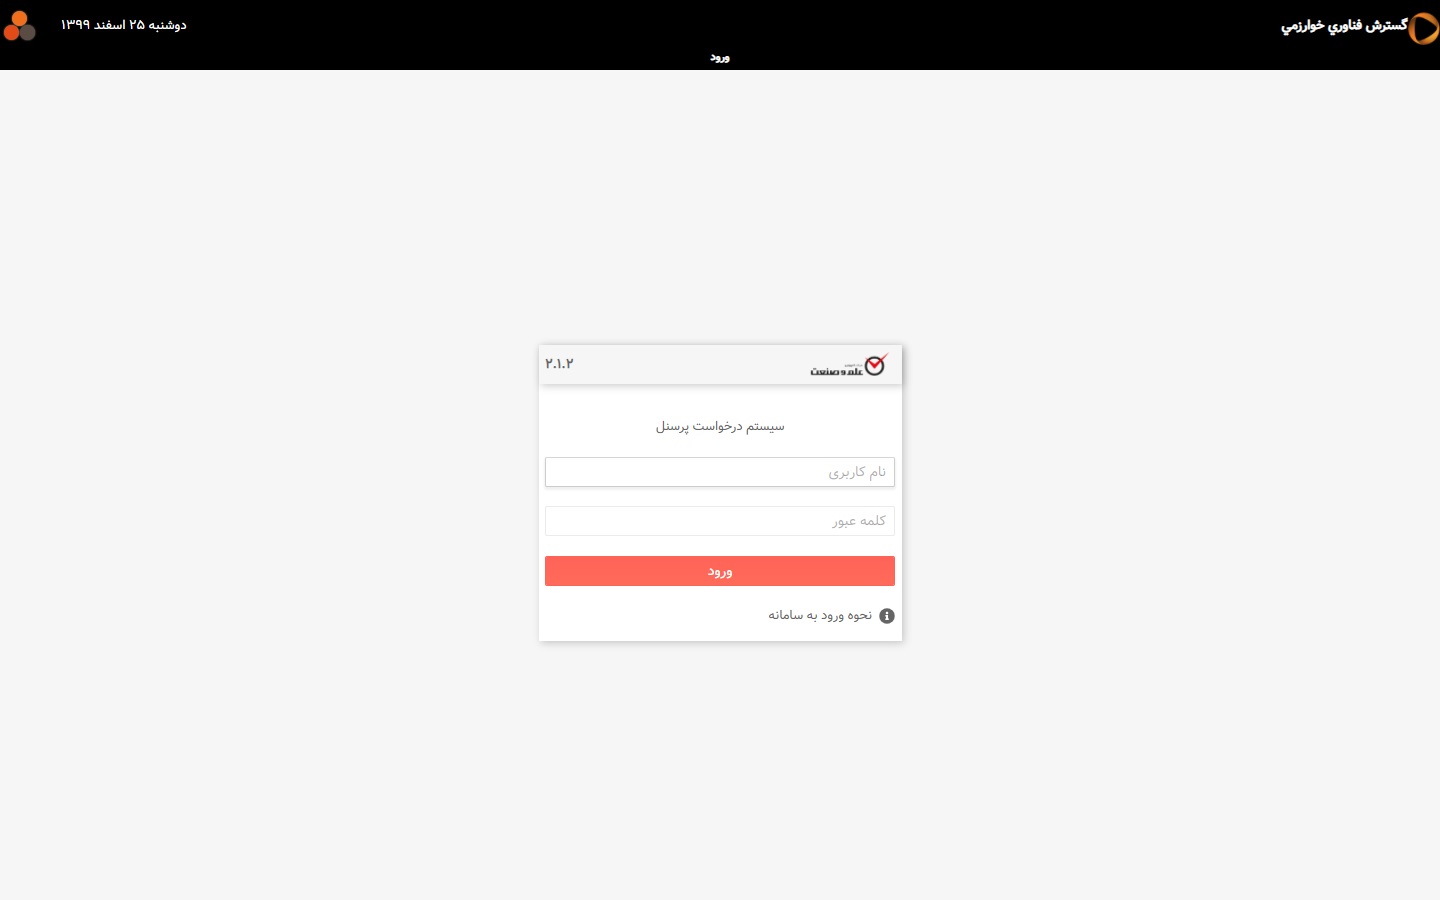 گسترش فناوري خوارزمي
دوشنبه ۲۵ اسفند ۱۳۹۹
ورود
علم و صنعت
۲.۱.۲
سیستم درخواست پرسنل
نام کاربری
کلمه عبور
ورود
نحوه ورود به سامانه